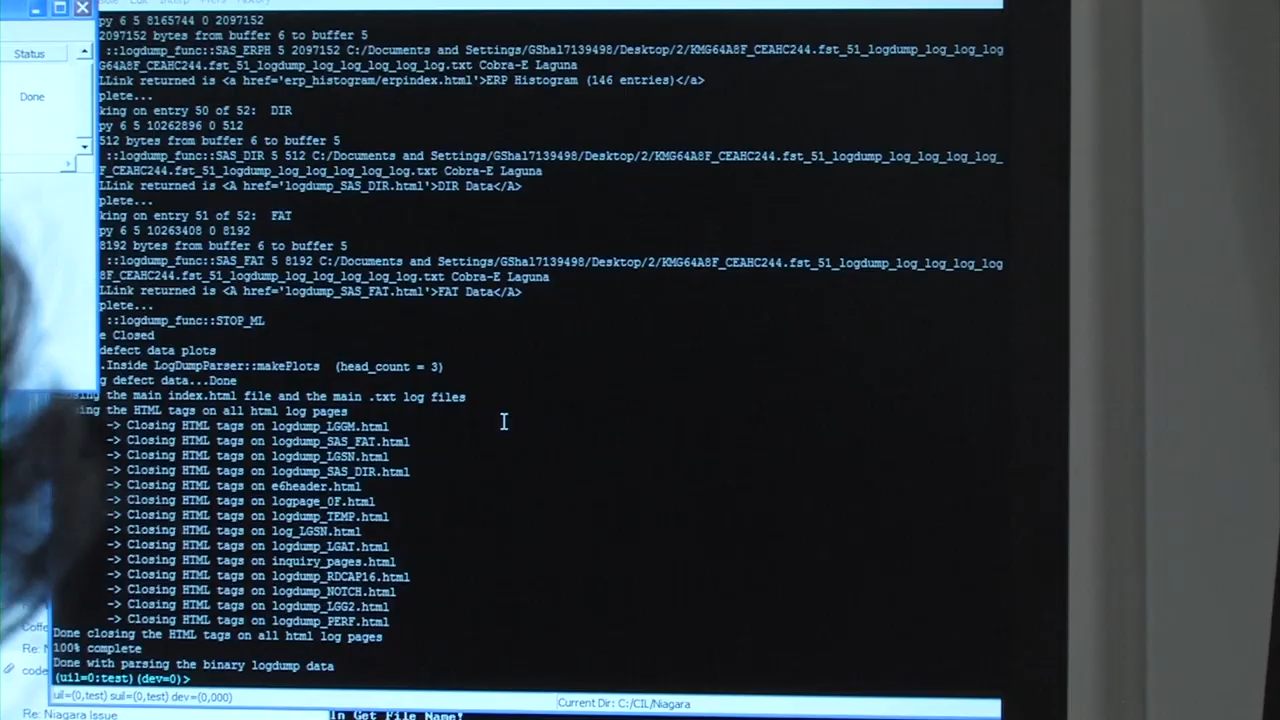 py 6 5 8165744 0 2097152
2097152 bytes from buffer 6 to buffer 5
::logdump_func::SAS_ERPH 5 2097152 C:/Documents and Settings/GShal7139498/Desktop/2/KMG64A8F_CEAHC244.fst_51_logdump_log_log_log
G64A8F_CEAHC244.fst_51_logdump_log_log_log_log_log.txt Cobra-E Laguna
LLink returned is <a href='erp_histogram/erpindex.html'>ERP Histogram (146 entries)</a>
plete...
king on entry 50 of 52:  DIR
py 6 5 10262896 0 512
512 bytes from buffer 6 to buffer 5
::logdump_func::SAS_DIR 5 512 C:/Documents and Settings/GShal7139498/Desktop/2/KMG64A8F_CEAHC244.fst_51_logdump_log_log_log_
F_CEAHC244.fst_51_logdump_log_log_log_log_log.txt Cobra-E Laguna
LLink returned is <A href='logdump_SAS_DIR.html'>DIR Data</A>
plete...
king on entry 51 of 52:  FAT
py 6 5 10263408 0 8192
8192 bytes from buffer 6 to buffer 5
::logdump_func::SAS_FAT 5 8192 C:/Documents and Settings/GShal7139498/Desktop/2/KMG64A8F_CEAHC244.fst_51_logdump_log_log_log
8F_CEAHC244.fst_51_logdump_log_log_log_log_log.txt Cobra-E Laguna
LLink returned is <A href='logdump_SAS_FAT.html'>FAT Data</A>
plete...
::logdump_func::STOP_ML
e Closed
defect data plots
.Inside LogDumpParser::makePlots  (head_count = 3)
g defect data...Done
the main index.html file and the main .txt log files
the HTML tags on all html log pages
-> Closing HTML tags on logdump_LGGM.html
-> Closing HTML tags on logdump_SAS_FAT.html
-> Closing HTML tags on logdump_LGSN.html
-> Closing HTML tags on logdump_SAS_DIR.html
-> Closing HTML tags on e6header.html
-> Closing HTML tags on logpage_0F.html
-> Closing HTML tags on logdump_TEMP.html
-> Closing HTML tags on log_LGSN.html
-> Closing HTML tags on logdump_LGAT.html
-> Closing HTML tags on inquiry_pages.html
-> Closing HTML tags on logdump_RDCAP16.html
-> Closing HTML tags on logdump_NOTCH.html
-> Closing HTML tags on logdump_LGG2.html
-> Closing HTML tags on logdump_PERF.html
Done closing the HTML tags on all html log pages
100% complete
Done with parsing the binary logdump data
(uil=0:test)(dev=0)>
uil=(0,test) suil=(0,test) dev=(0,000)
Current Dir: C:/CIL/Niagara
In Get File Name!
Status
Done
Coffe
Re: N
code
Re: Niagara Issue